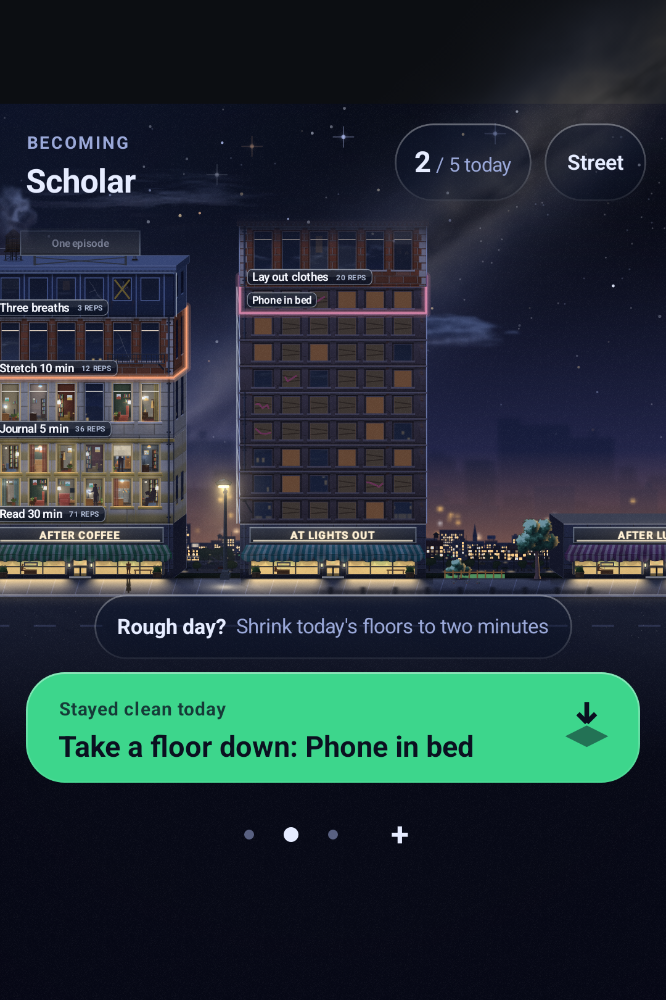 BECOMING
Scholar
2 / 5 today
Street
One episode
Three breaths 3 REPS
Stretch 10 min 12 REPS
Journal 5 min 36 REPS
Read 30 min 71 REPS
AFTER COFFEE
Lay out clothes 20 REPS
Phone in bed
AT LIGHTS OUT
AFTER LU
Rough day? Shrink today's floors to two minutes
Stayed clean today
Take a floor down: Phone in bed